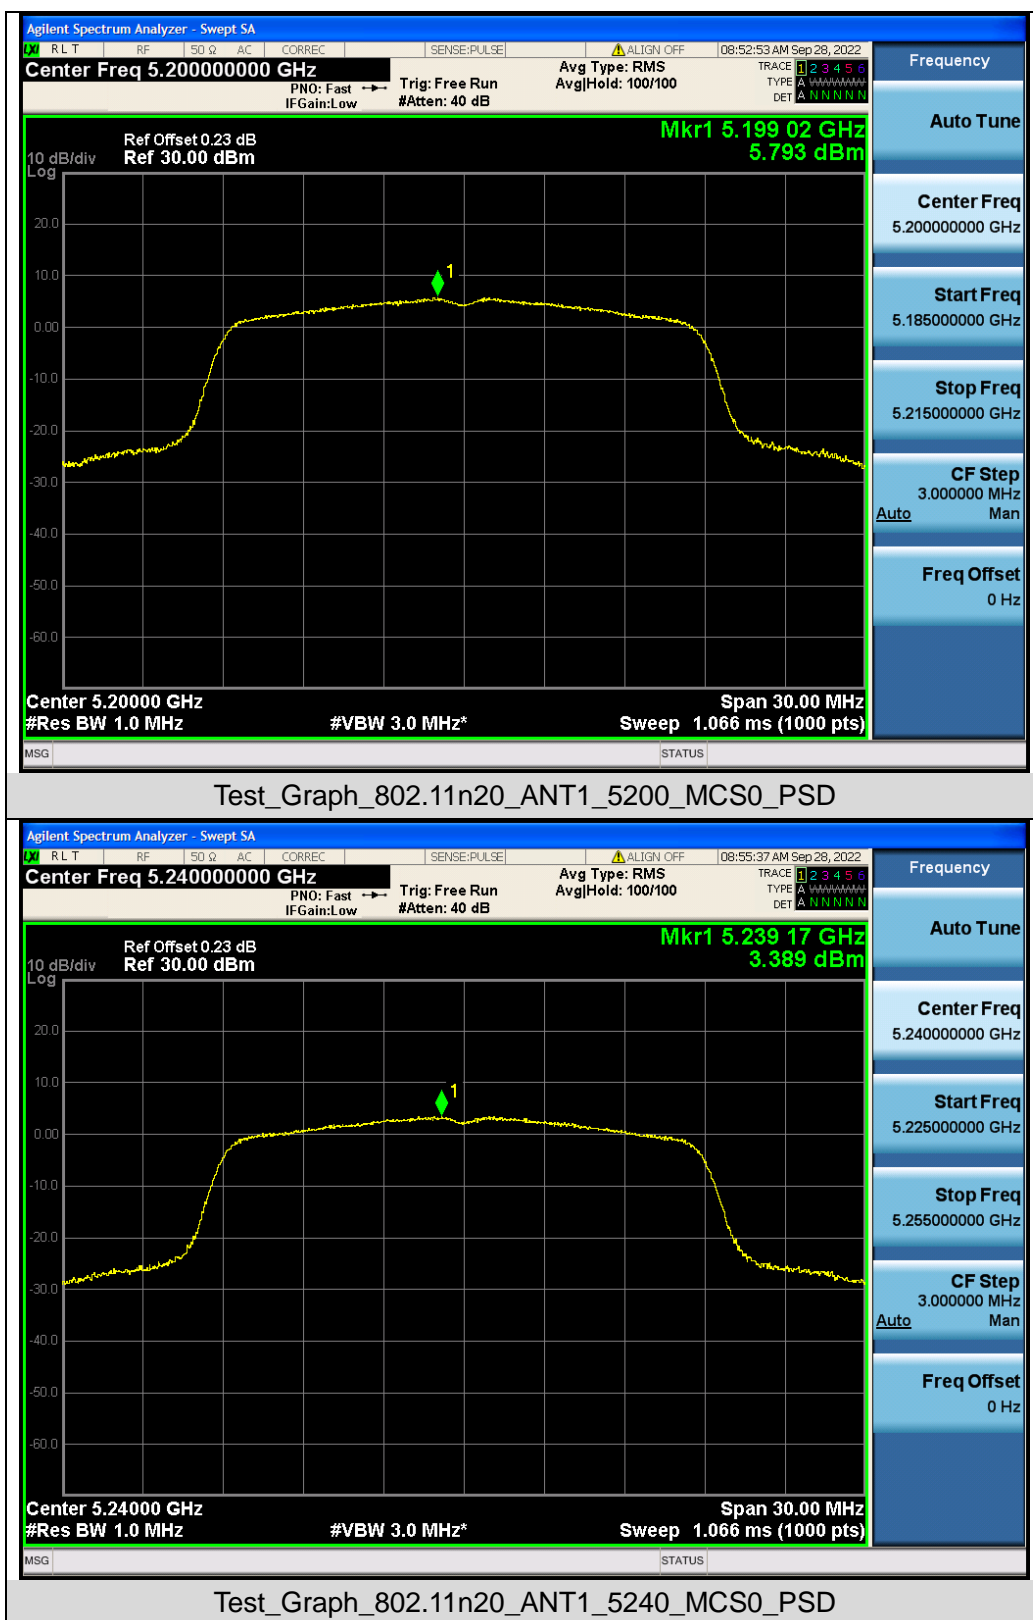 Agilent Spectrum Analyzer - Swept SA
LXI RL T RF 50 Ω AC CORREC SENSE:PULSE ALIGN OFF 08:52:53 AM Sep 28, 2022
Center Freq 5.200000000 GHz
PNO: Fast
IFGain:Low
Trig: Free Run
#Atten: 40 dB
Avg Type: RMS
Avg|Hold: 100/100
TRACE 1 2 3 4 5 6
TYPE A WWWWW
DET A N N N N N
Frequency
Mkr1 5.199 02 GHz
5.793 dBm
Ref Offset 0.23 dB
10 dB/div Ref 30.00 dBm
Log
20.0
10.0
0.00
-10.0
-20.0
-30.0
-40.0
-50.0
-60.0
1
Center 5.20000 GHz Span 30.00 MHz
#Res BW 1.0 MHz #VBW 3.0 MHz* Sweep 1.066 ms (1000 pts)
MSG STATUS
Auto Tune
Center Freq
5.200000000 GHz
Start Freq
5.185000000 GHz
Stop Freq
5.215000000 GHz
CF Step
3.000000 MHz
Auto Man
Freq Offset
0 Hz
Test_Graph_802.11n20_ANT1_5200_MCS0_PSD
Agilent Spectrum Analyzer - Swept SA
LXI RL T RF 50 Ω AC CORREC SENSE:PULSE ALIGN OFF 08:55:37 AM Sep 28, 2022
Center Freq 5.240000000 GHz
PNO: Fast
IFGain:Low
Trig: Free Run
#Atten: 40 dB
Avg Type: RMS
Avg|Hold: 100/100
TRACE 1 2 3 4 5 6
TYPE A WWWWW
DET A N N N N N
Frequency
Mkr1 5.239 17 GHz
3.389 dBm
Ref Offset 0.23 dB
10 dB/div Ref 30.00 dBm
Log
20.0
10.0
0.00
-10.0
-20.0
-30.0
-40.0
-50.0
-60.0
1
Center 5.24000 GHz Span 30.00 MHz
#Res BW 1.0 MHz #VBW 3.0 MHz* Sweep 1.066 ms (1000 pts)
MSG STATUS
Auto Tune
Center Freq
5.240000000 GHz
Start Freq
5.225000000 GHz
Stop Freq
5.255000000 GHz
CF Step
3.000000 MHz
Auto Man
Freq Offset
0 Hz
Test_Graph_802.11n20_ANT1_5240_MCS0_PSD